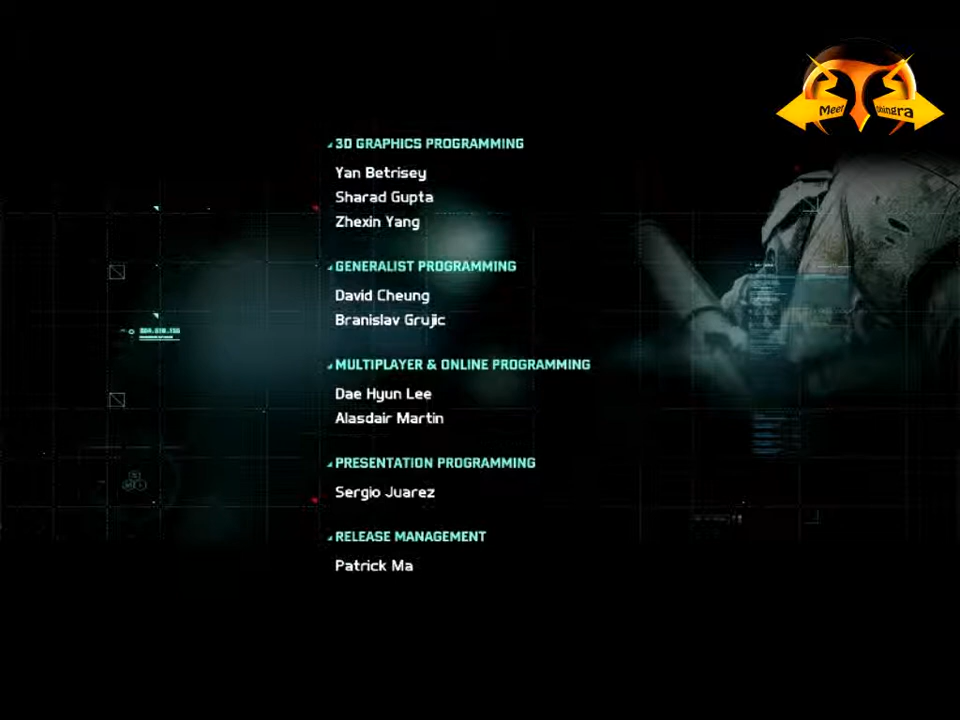 Meet
3D GRAPHICS PROGRAMMING
Yan Betrisey
Sharad Gupta
Zhexin Yang
GENERALIST PROGRAMMING
David Cheung
Branislav Grujic
MULTIPLAYER & ONLINE PROGRAMMING
Dae Hyun Lee
Alasdair Martin
PRESENTATION PROGRAMMING
Sergio Juarez
RELEASE MANAGEMENT
Patrick Ma